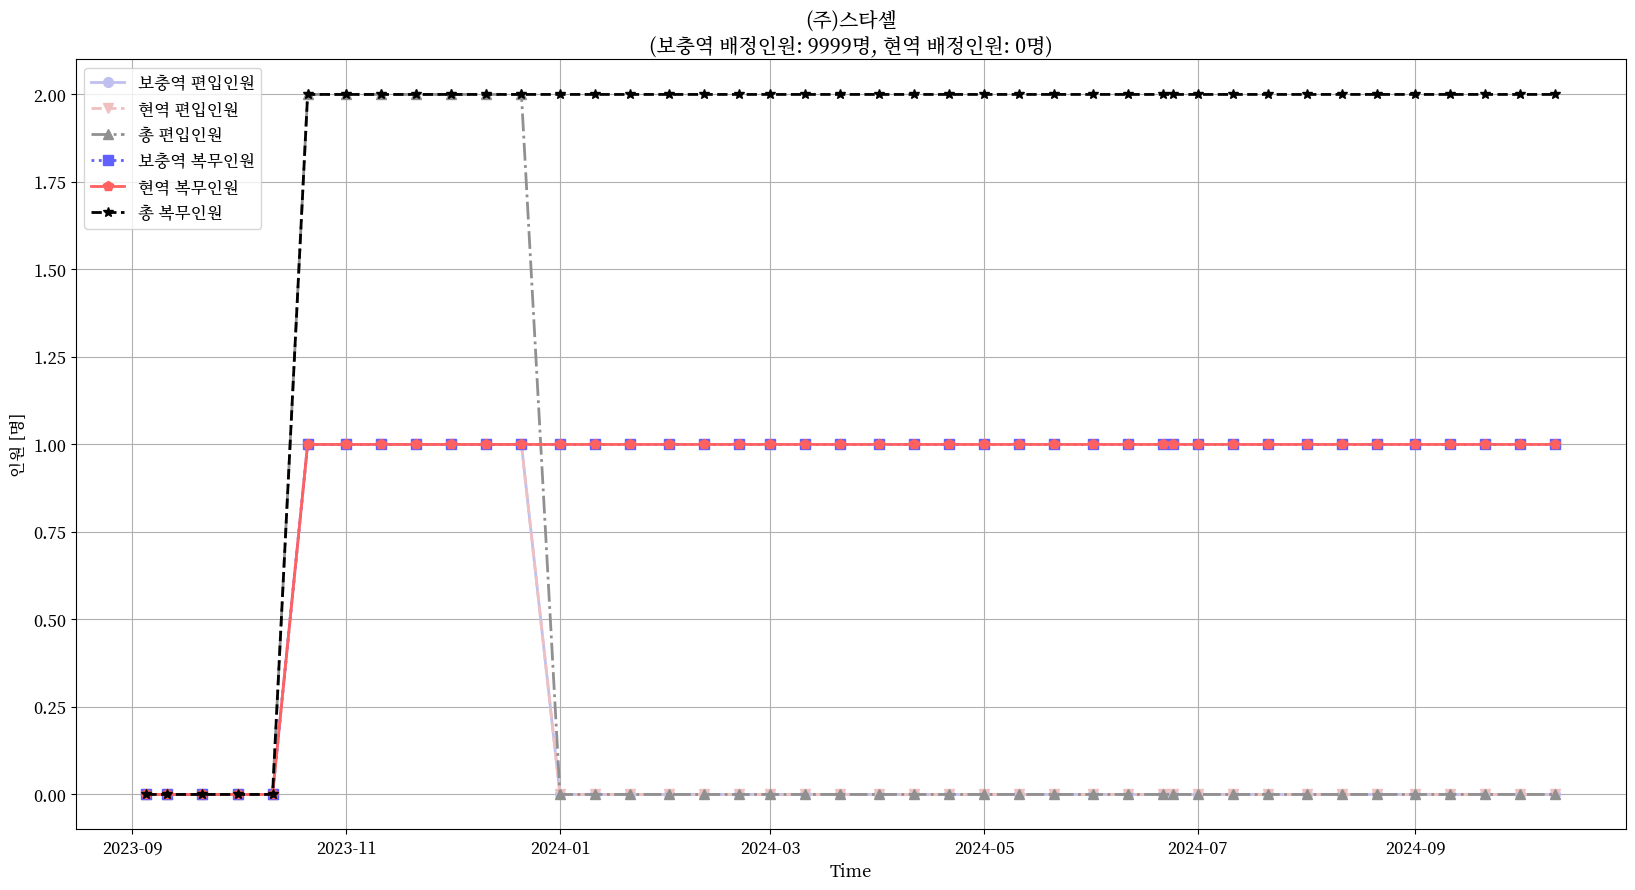 (주)스타셸
(보충역 배정인원: 9999명, 현역 배정인원: 0명)
보충역 편입인원
현역 편입인원
총 편입인원
보충역 복무인원
현역 복무인원
총 복무인원
인원 [명]
2.00
1.75
1.50
1.25
1.00
0.75
0.50
0.25
0.00
2023-09
2023-11
2024-01
2024-03
2024-05
2024-07
2024-09
Time